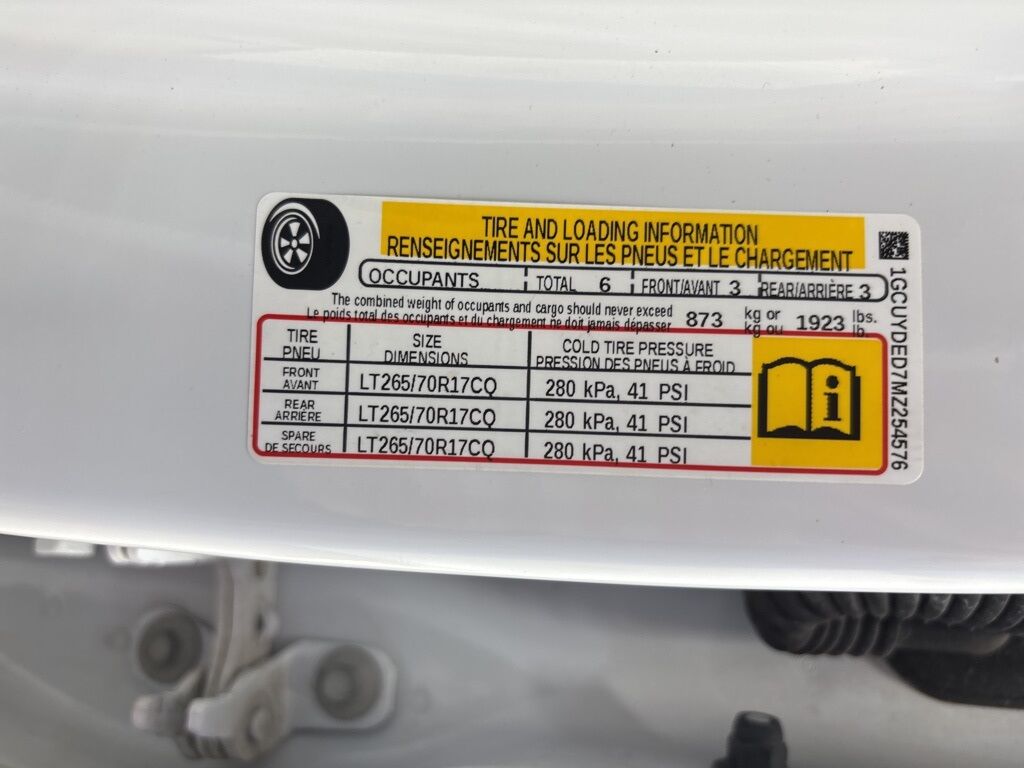 TIRE AND LOADING INFORMATION
RENSEIGNEMENTS SUR LES PNEUS ET LE CHARGEMENT
OCCUPANTS TOTAL 6 FRONT/AVANT 3 REAR/ARRIÈRE 3
The combined weight of occupants and cargo should never exceed 873 kg or 1923 lbs.
Le poids total des occupants et du chargement ne doit jamais dépasser kg ou lb.
TIRE SIZE COLD TIRE PRESSURE
PNEU DIMENSIONS PRESSION DES PNEUS À FROID
FRONT
AVANT LT265/70R17CQ 280 kPa, 41 PSI
REAR
ARRIÈRE LT265/70R17CQ 280 kPa, 41 PSI
SPARE
DE SECOURS LT265/70R17CQ 280 kPa, 41 PSI
i
1GCUYDED7MZ254576